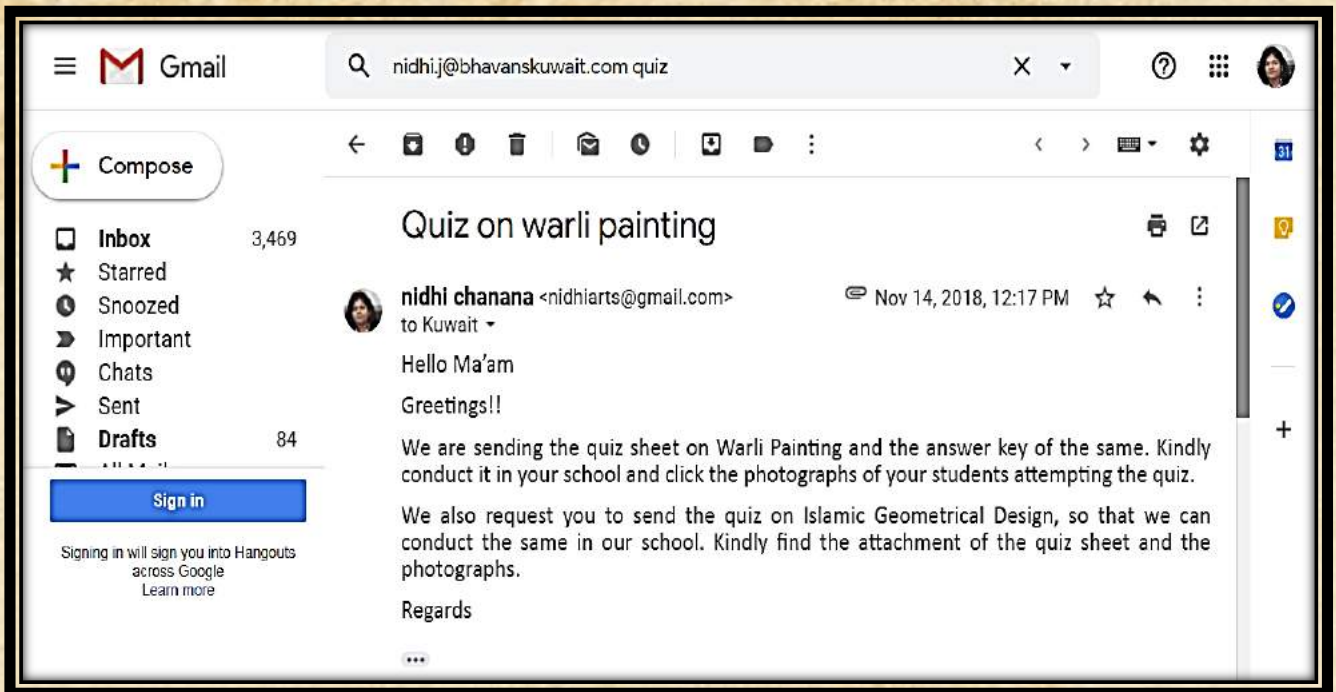 Gmail
nidhi.j@bhavanskuwait.com quiz
Compose
Inbox 3,469
Starred
Snoozed
Important
Chats
Sent
Drafts 84
All Mail
Sign in
Signing in will sign you into Hangouts
across Google
Learn more
Quiz on warli painting
nidhi chanana <nidhiarts@gmail.com> Nov 14, 2018, 12:17 PM
to Kuwait
Hello Ma'am
Greetings!!
We are sending the quiz sheet on Warli Painting and the answer key of the same. Kindly
conduct it in your school and click the photographs of your students attempting the quiz.
We also request you to send the quiz on Islamic Geometrical Design, so that we can
conduct the same in our school. Kindly find the attachment of the quiz sheet and the
photographs.
Regards
31